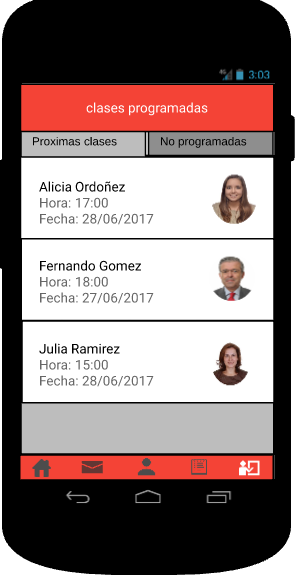 4G 3:03
clases programadas
Proximas clases No programadas
Alicia Ordoñez
Hora: 17:00
Fecha: 28/06/2017
Fernando Gomez
Hora: 18:00
Fecha: 27/06/2017
Julia Ramirez
Hora: 15:00
Fecha: 28/06/2017